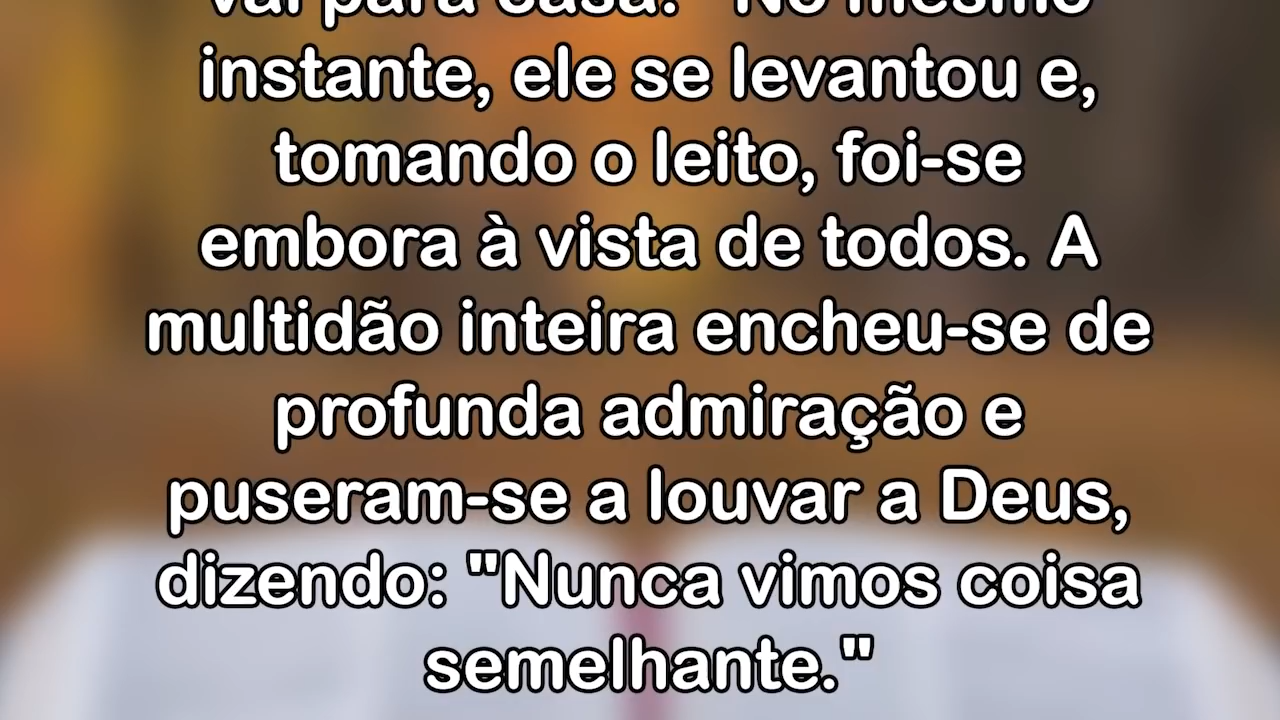 vai para casa." No mesmo
instante, ele se levantou e,
tomando o leito, foi-se
embora à vista de todos. A
multidão inteira encheu-se de
profunda admiração e
puseram-se a louvar a Deus,
dizendo: "Nunca vimos coisa
semelhante."